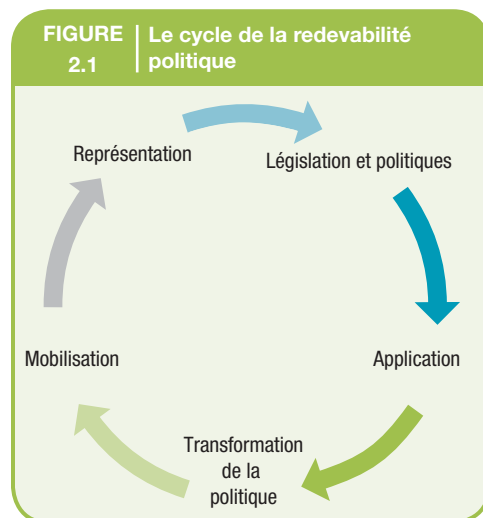 FIGURE
2.1
Le cycle de la redevabilité
politique
Représentation
Législation et politiques
Application
Transformation
de la
politique
Mobilisation